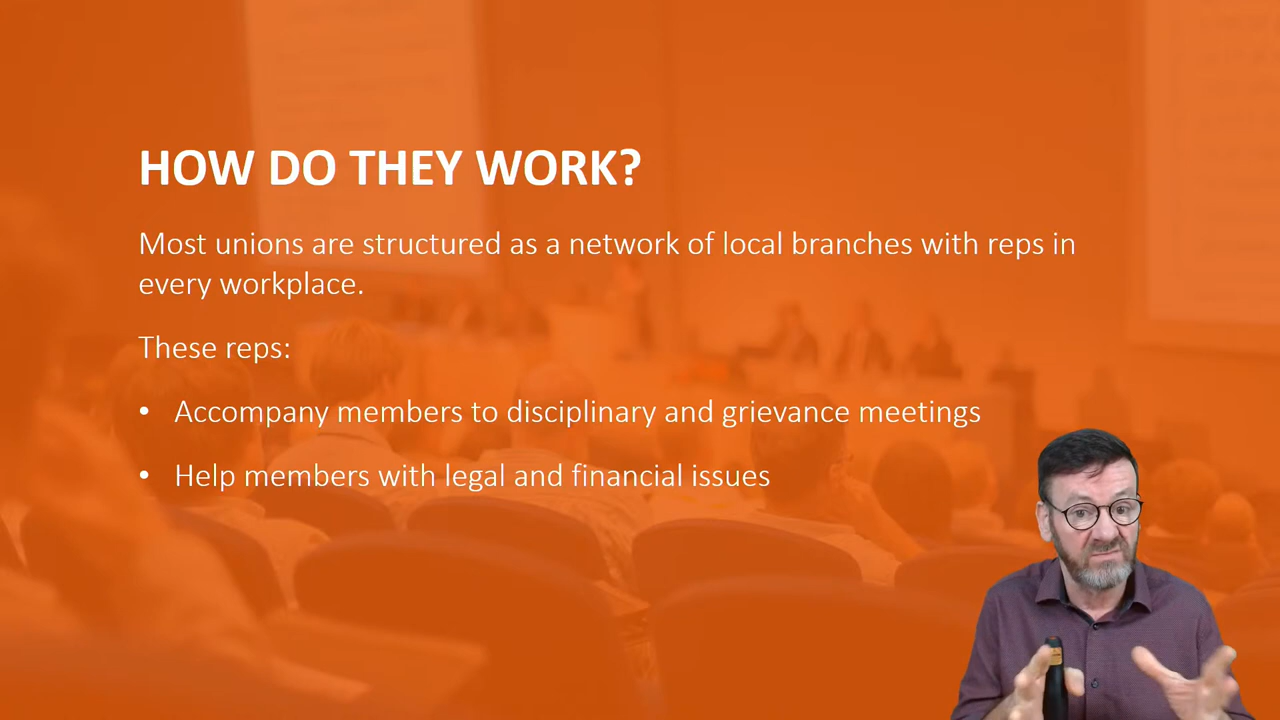 HOW DO THEY WORK?
Most unions are structured as a network of local branches with reps in
every workplace.
These reps:
• Accompany members to disciplinary and grievance meetings
• Help members with legal and financial issues